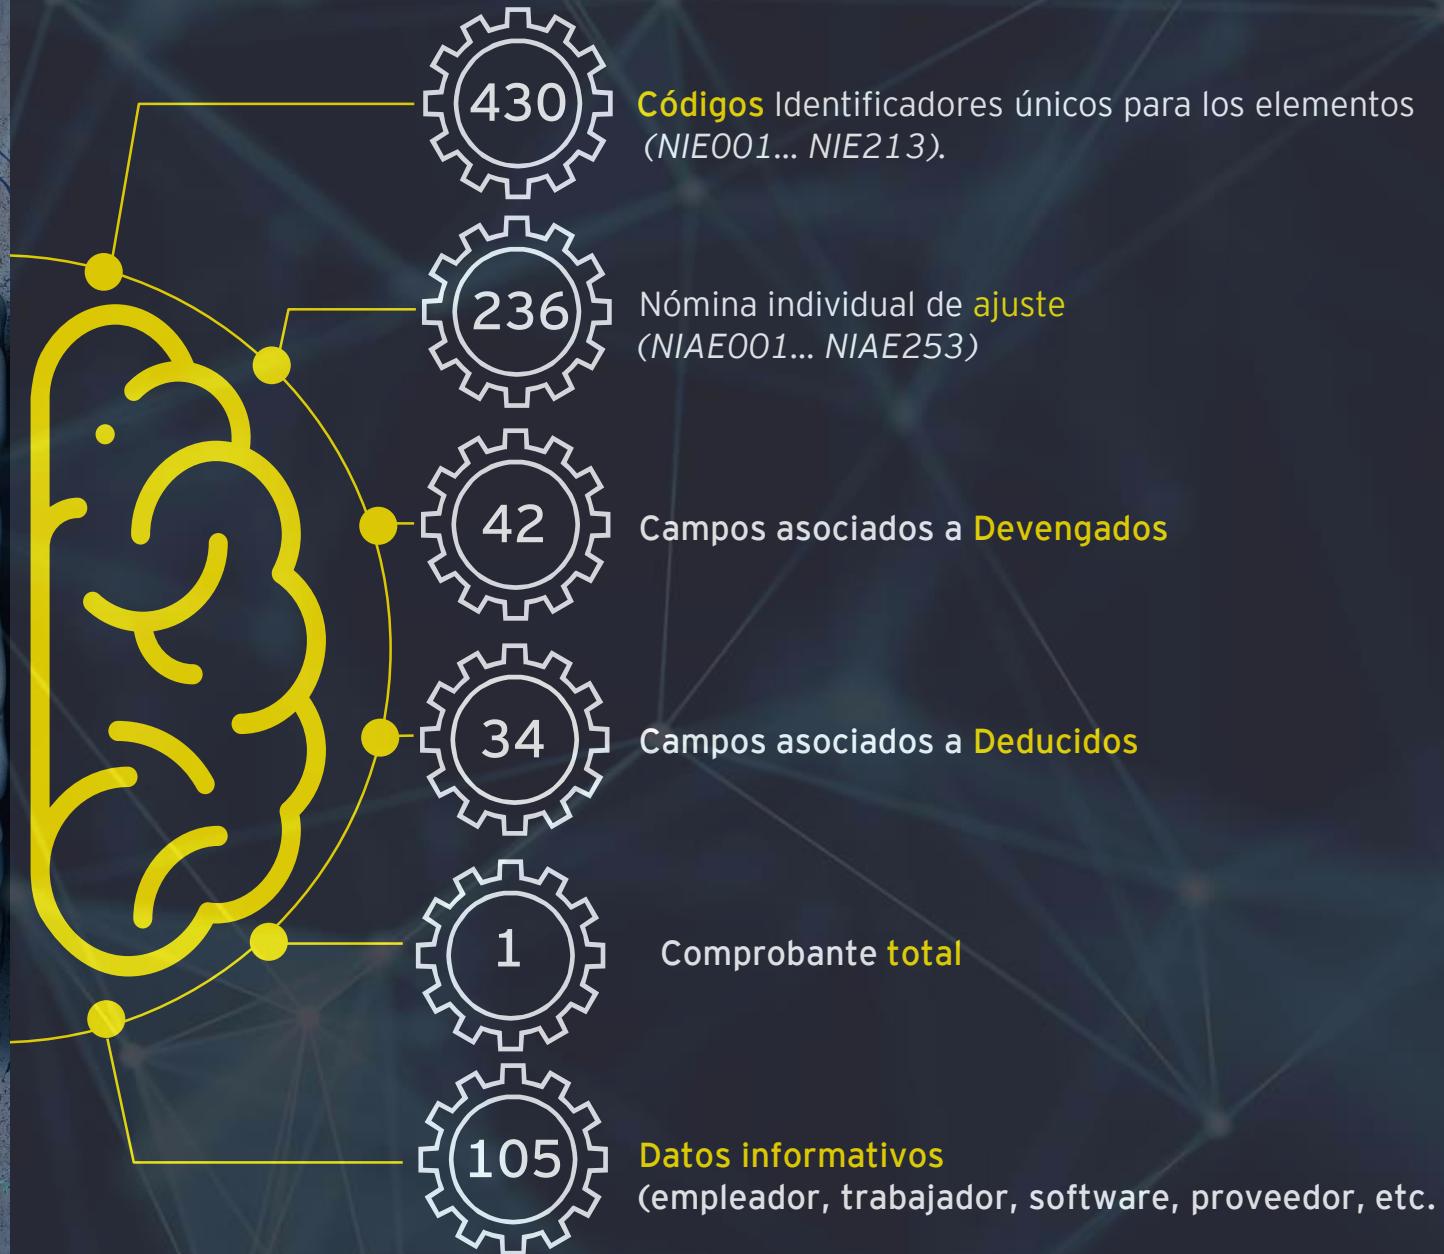 430
Códigos Identificadores únicos para los elementos
(NIE001... NIE213).
236
Nómina individual de ajuste
(NIAE001... NIAE253)
42
Campos asociados a Devengados
34
Campos asociados a Deducidos
1
Comprobante total
105
Datos informativos
(empleador, trabajador, software, proveedor, etc.